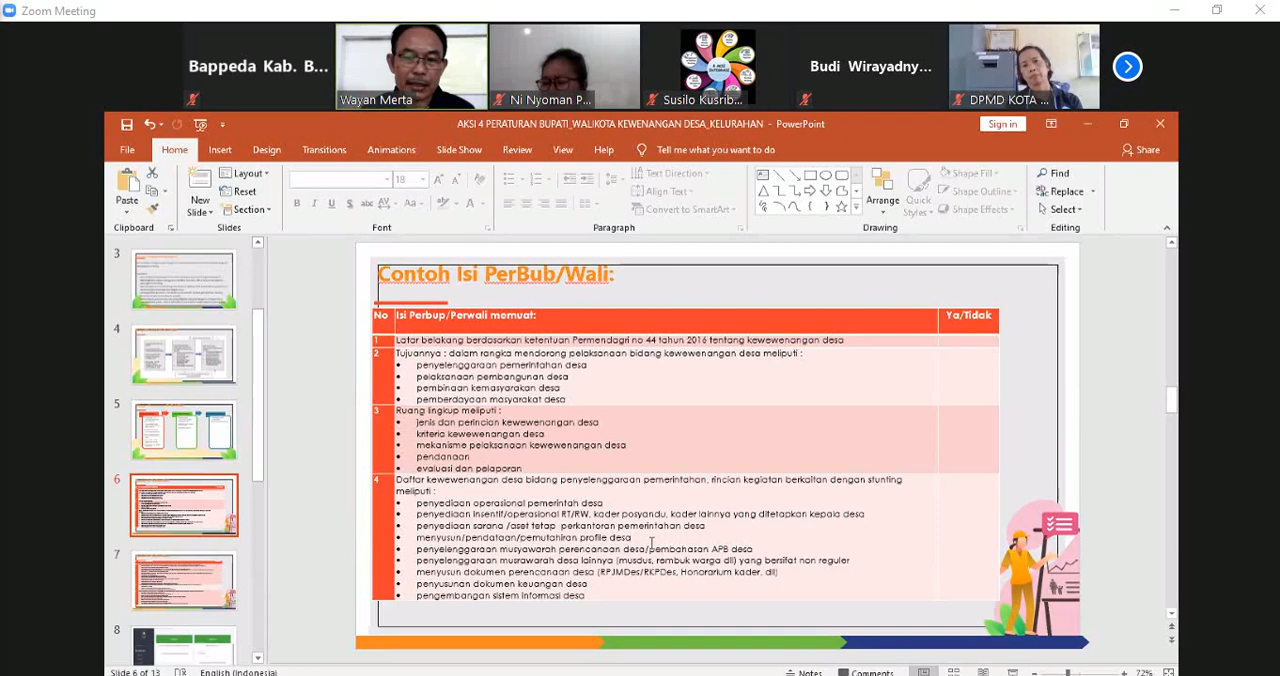 Zoom Meeting
Bappeda Kab. B...
Wayan Merta
Ni Nyoman P...
Susilo Kusrib...
Budi Wirayadny...
DPMD KOTA ...
AKSI 4 PERATURAN BUPATI_WALIKOTA KEWENANGAN DESA_KELURAHAN - PowerPoint
Sign in
File Home Insert Design Transitions Animations Slide Show Review View Help Tell me what you want to do Share
Paste
New Slide
Layout
Reset
Section
18
Text Direction
Align Text
Convert to SmartArt
Arrange
Quick Styles
Shape Fill
Shape Outline
Shape Effects
Find
Replace
Select
Clipboard Slides Font Paragraph Drawing Editing
3
4
5
6
7
8
Contoh Isi PerBub/Wali:
No Isi Perbup/Perwali memuat: Ya/Tidak
1 Latar belakang berdasarkan ketentuan Permendagri no 44 tahun 2016 tentang kewewenangan desa
2 Tujuannya : dalam rangka mendorong pelaksanaan bidang kewewenangan desa meliputi :
• penyelenggaraan pemerintahan desa
• pelaksanaan pembangunan desa
• pembinaan kemasyarakan desa
• pemberdayaan masyarakat desa
3 Ruang lingkup meliputi :
• jenis dan perincian kewewenangan desa
• kriteria kewewenangan desa
• mekanisme pelaksanaan kewewenangan desa
• pendanaan
• evaluasi dan pelaporan
4 Daftar kewewenangan desa bidang penyelenggaraan pemerintahan, rincian kegiatan berkaitan dengan stunting
meliputi :
• penyediaan operasional pemerintah desa
• penyediaan insentif/operasional RT/RW, kader posyandu, kader lainnya yang ditetapkan kepala desa
• penyediaan sarana /aset tetap perkantoran pemerintahan desa
• menyusun/pendataan/pemutahiran profile desa
• penyelenggaraan musyawarah perencanaan desa/pembahasan APB desa
• penyelenggaraan musrawarah desa lainnya (musdus, rembuk warga dll) yang bersifat non reguler
• menyusun dokumen perencanaan desa (RPJMDes/RKPDes, Honorarium kader, dll)
• penyusunan dokumen keuangan desa
• pengembangan sistem informasi desa
Slide 6 of 13 English (Indonesia) Notes Comments 72%